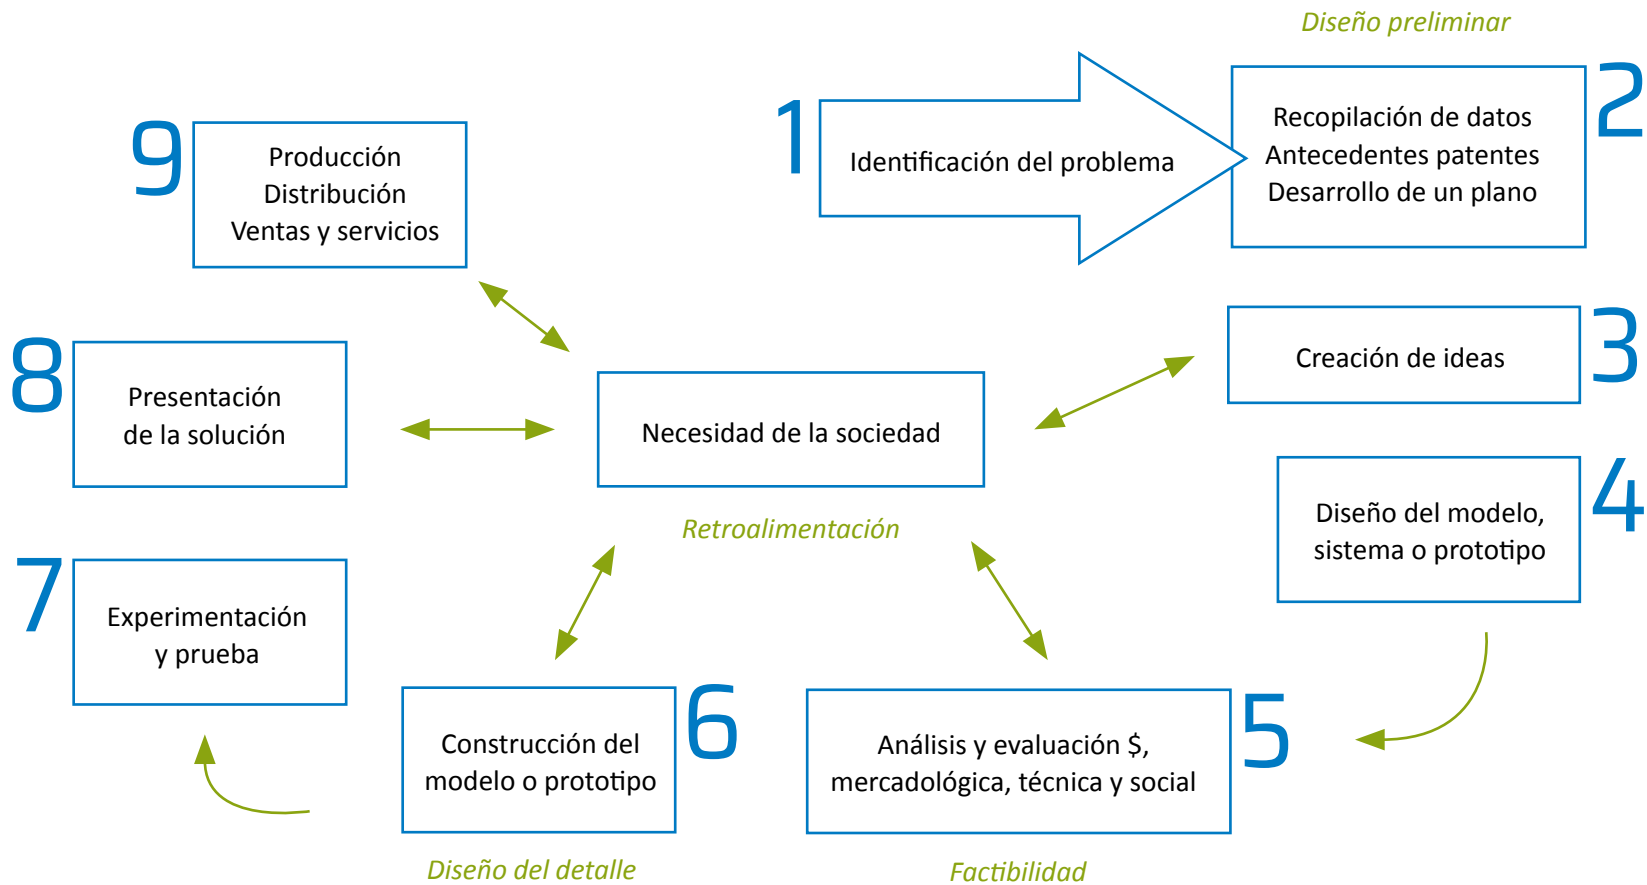 1
Identificación del problema
Diseño preliminar
2
Recopilación de datos
Antecedentes patentes
Desarrollo de un plano
3
Creación de ideas
4
Diseño del modelo,
sistema o prototipo
5
Análisis y evaluación $,
mercadológica, técnica y social
Factibilidad
6
Construcción del
modelo o prototipo
Diseño del detalle
7
Experimentación
y prueba
8
Presentación
de la solución
9
Producción
Distribución
Ventas y servicios
Necesidad de la sociedad
Retroalimentación